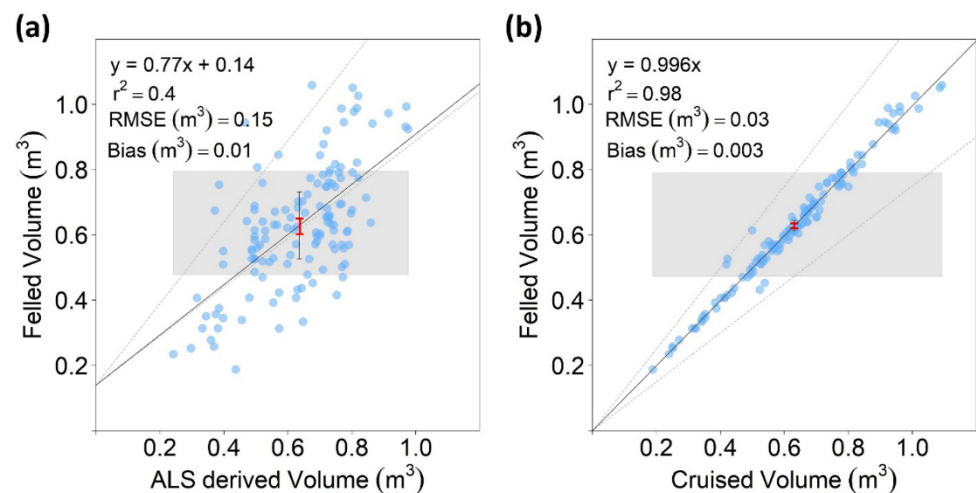 (a)
y = 0.77x + 0.14
r² = 0.4
RMSE (m³) = 0.15
Bias (m³) = 0.01
Felled Volume (m³)
1.0
0.8
0.6
0.4
0.2
0.2 0.4 0.6 0.8 1.0
ALS derived Volume (m³)
(b)
y = 0.996x
r² = 0.98
RMSE (m³) = 0.03
Bias (m³) = 0.003
Felled Volume (m³)
1.0
0.8
0.6
0.4
0.2
0.2 0.4 0.6 0.8 1.0
Cruised Volume (m³)